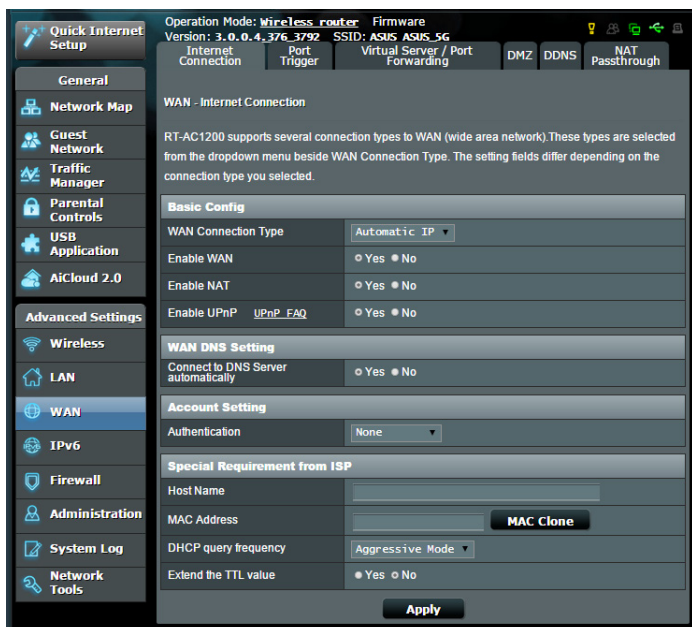 Quick Internet
Setup
General
Network Map
Guest
Network
Traffic
Manager
Parental
Controls
USB
Application
AiCloud 2.0
Advanced Settings
Wireless
LAN
WAN
IPv6
Firewall
Administration
System Log
Network
Tools
Operation Mode: Wireless router Firmware
Version: 3.0.0.4.376_3792 SSID: ASUS ASUS_5G
Internet
Connection
Port
Trigger
Virtual Server / Port
Forwarding
DMZ
DDNS
NAT
Passthrough
WAN - Internet Connection
RT-AC1200 supports several connection types to WAN (wide area network).These types are selected
from the dropdown menu beside WAN Connection Type. The setting fields differ depending on the
connection type you selected.
Basic Config
WAN Connection Type Automatic IP
Enable WAN Yes No
Enable NAT Yes No
Enable UPnP UPnP FAQ Yes No
WAN DNS Setting
Connect to DNS Server
automatically Yes No
Account Setting
Authentication None
Special Requirement from ISP
Host Name
MAC Address MAC Clone
DHCP query frequency Aggressive Mode
Extend the TTL value Yes No
Apply